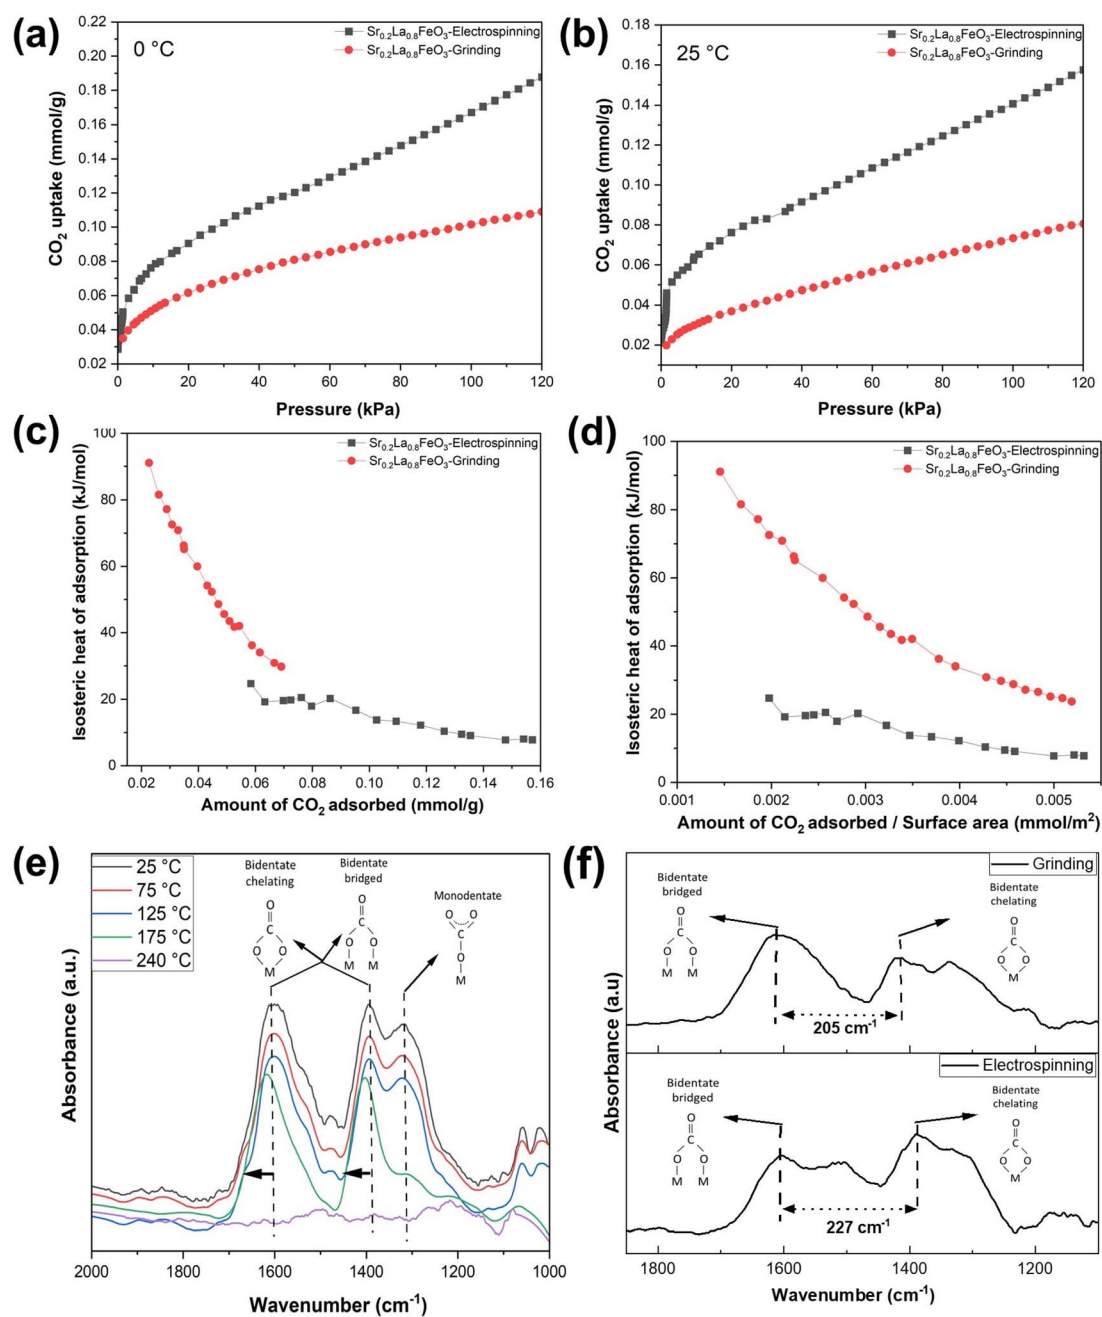 (a)
0 °C
Sr0.2La0.8FeO3-Electrospinning
Sr0.2La0.8FeO3-Grinding
CO2 uptake (mmol/g)
0.22
0.20
0.18
0.16
0.14
0.12
0.10
0.08
0.06
0.04
0.02
0 20 40 60 80 100 120
Pressure (kPa)
(b)
25 °C
Sr0.2La0.8FeO3-Electrospinning
Sr0.2La0.8FeO3-Grinding
CO2 uptake (mmol/g)
0.18
0.16
0.14
0.12
0.10
0.08
0.06
0.04
0.02
0 20 40 60 80 100 120
Pressure (kPa)
(c)
Sr0.2La0.8FeO3-Electrospinning
Sr0.2La0.8FeO3-Grinding
Isosteric heat of adsorption (kJ/mol)
100
80
60
40
20
0
0.02 0.04 0.06 0.08 0.10 0.12 0.14 0.16
Amount of CO2 adsorbed (mmol/g)
(d)
Sr0.2La0.8FeO3-Electrospinning
Sr0.2La0.8FeO3-Grinding
Isosteric heat of adsorption (kJ/mol)
100
80
60
40
20
0
0.001 0.002 0.003 0.004 0.005
Amount of CO2 adsorbed / Surface area (mmol/m2)
(e)
25 °C
75 °C
125 °C
175 °C
240 °C
Bidentate
chelating
O
C
O O
M
Bidentate
bridged
O
C
O O
M M
Monodentate
O O
C
O
M
Absorbance (a.u.)
2000 1800 1600 1400 1200 1000
Wavenumber (cm-1)
(f)
Grinding
Bidentate
bridged
O
C
O O
M M
Bidentate
chelating
O
C
O O
M
205 cm-1
Electrospinning
Bidentate
bridged
O
C
O O
M M
Bidentate
chelating
O
C
O O
M
227 cm-1
Absorbance (a.u)
1800 1600 1400 1200
Wavenumber (cm-1)